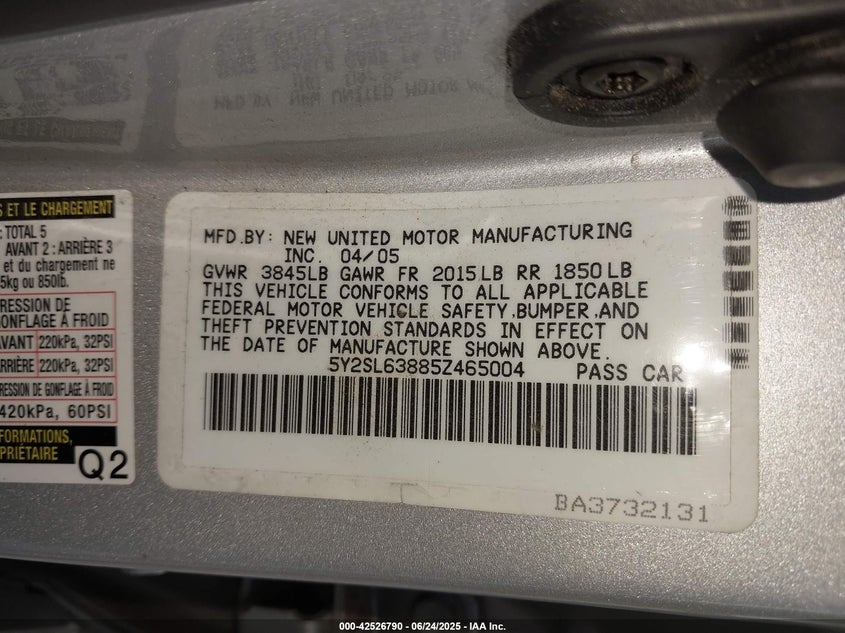 S ET LE CHARGEMENT
: TOTAL 5
AVANT 2 : ARRIÈRE 3
et du chargement ne
5kg ou 850lb.
RESSION DE
GONFLAGE À FROID
AVANT 220kPa, 32PSI
ARRIÈRE 220kPa, 32PSI
RESSION DE GONFLAGE À FROID
420kPa, 60PSI
FORMATIONS,
PRIÉTAIRE
Q2
MFD.BY: NEW UNITED MOTOR MANUFACTURING
INC. 04/05
GVWR 3845LB GAWR FR 2015LB RR 1850LB
THIS VEHICLE CONFORMS TO ALL APPLICABLE
FEDERAL MOTOR VEHICLE SAFETY,BUMPER,AND
THEFT PREVENTION STANDARDS IN EFFECT ON
THE DATE OF MANUFACTURE SHOWN ABOVE.
5Y2SL63885Z465004 PASS CAR
BA3732131
000-42526790 - 06/24/2025 - IAA Inc.